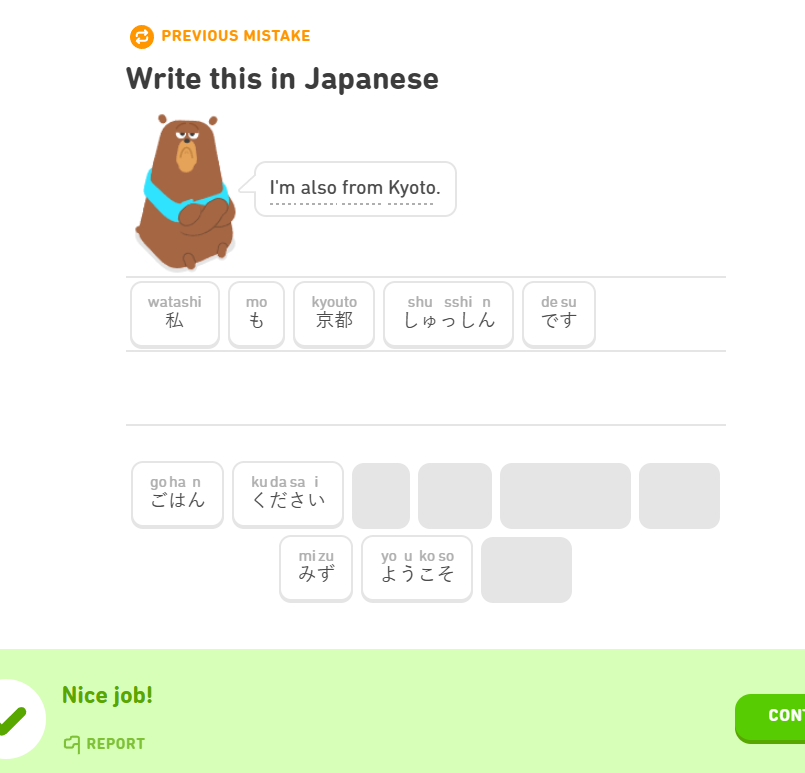 PREVIOUS MISTAKE
Write this in Japanese
I'm also from Kyoto.
watashi mo kyouto shu sshi n de su
私 も 京都 しゅっしん です
go ha n ku da sa i
ごはん ください
mi zu yo u ko so
みず ようこそ
Nice job!
REPORT